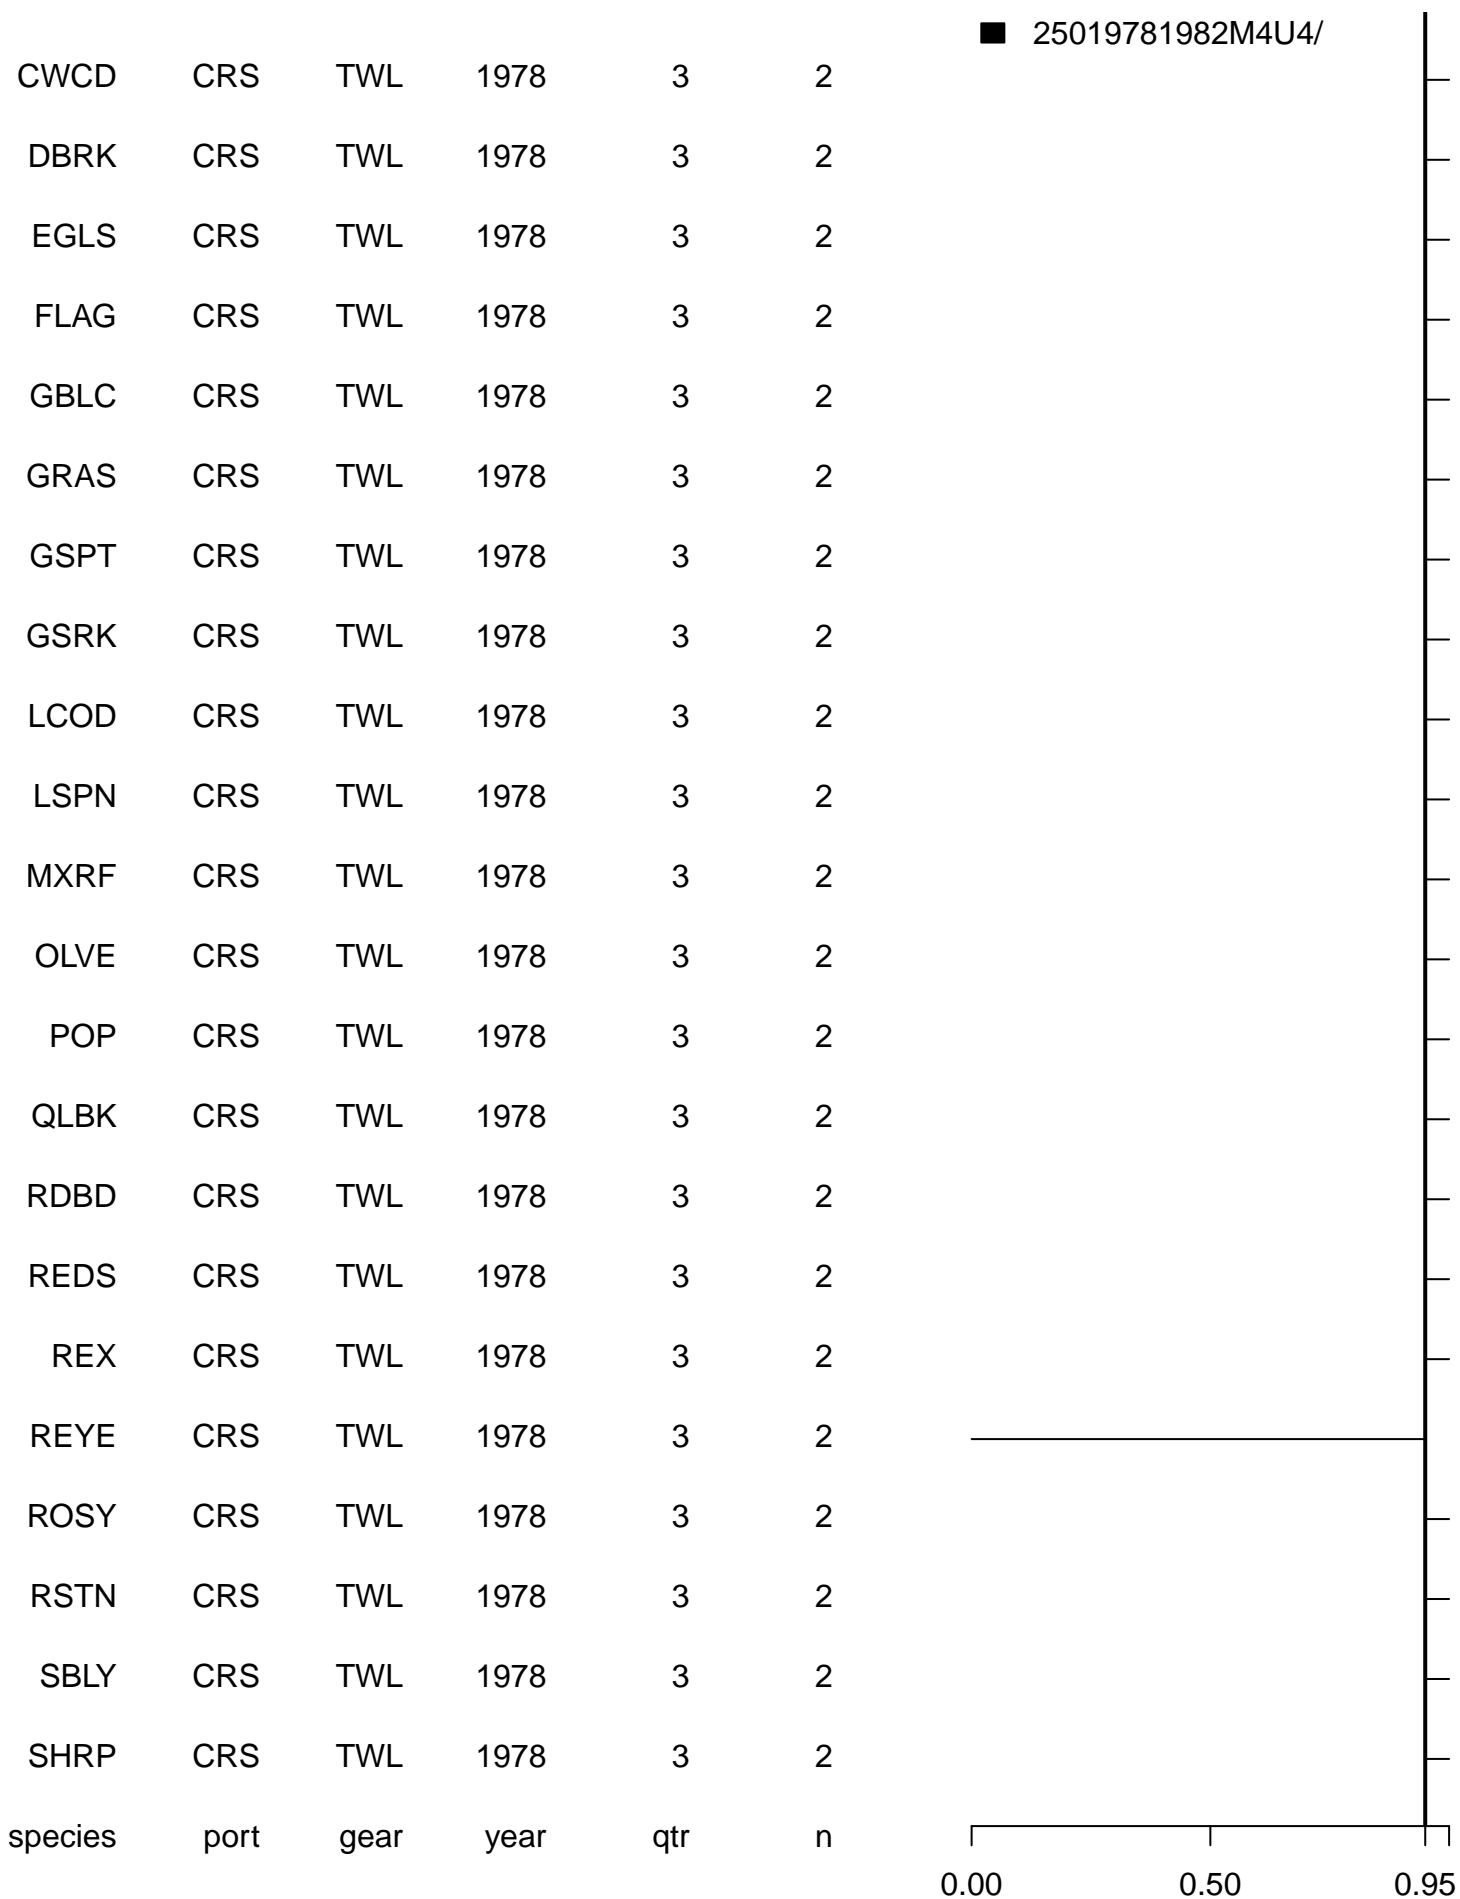 25019781982M4U4/
CWCD CRS TWL 1978 3 2
DBRK CRS TWL 1978 3 2
EGLS CRS TWL 1978 3 2
FLAG CRS TWL 1978 3 2
GBLC CRS TWL 1978 3 2
GRAS CRS TWL 1978 3 2
GSPT CRS TWL 1978 3 2
GSRK CRS TWL 1978 3 2
LCOD CRS TWL 1978 3 2
LSPN CRS TWL 1978 3 2
MXRF CRS TWL 1978 3 2
OLVE CRS TWL 1978 3 2
POP CRS TWL 1978 3 2
QLBK CRS TWL 1978 3 2
RDBD CRS TWL 1978 3 2
REDS CRS TWL 1978 3 2
REX CRS TWL 1978 3 2
REYE CRS TWL 1978 3 2
ROSY CRS TWL 1978 3 2
RSTN CRS TWL 1978 3 2
SBLY CRS TWL 1978 3 2
SHRP CRS TWL 1978 3 2
species port gear year qtr n
0.00 0.50 0.95